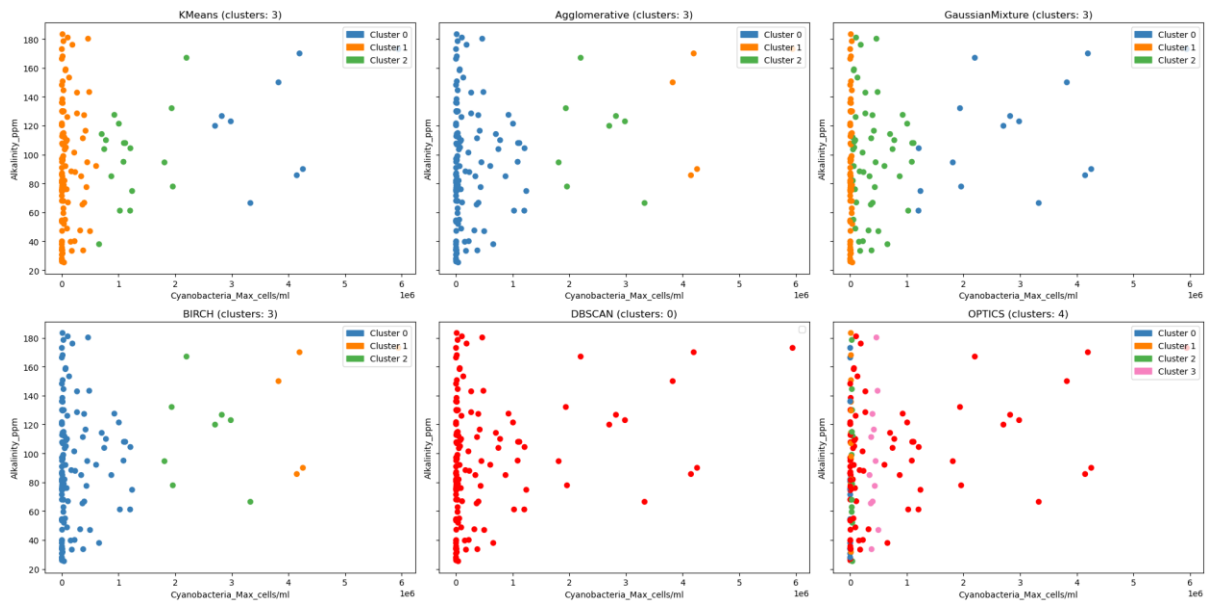 KMeans (clusters: 3)
Alkalinity_ppm
180
160
140
120
100
80
60
40
20
0
1
2
3
4
5
6
1e6
Cyanobacteria_Max_cells/ml
Cluster 0
Cluster 1
Cluster 2
Agglomerative (clusters: 3)
Alkalinity_ppm
0
1
2
3
4
5
6
1e6
Cyanobacteria_Max_cells/ml
Cluster 0
Cluster 1
Cluster 2
GaussianMixture (clusters: 3)
Alkalinity_ppm
0
1
2
3
4
5
6
1e6
Cyanobacteria_Max_cells/ml
Cluster 0
Cluster 1
Cluster 2
BIRCH (clusters: 3)
Alkalinity_ppm
180
160
140
120
100
80
60
40
20
0
1
2
3
4
5
6
1e6
Cyanobacteria_Max_cells/ml
Cluster 0
Cluster 1
Cluster 2
DBSCAN (clusters: 0)
Alkalinity_ppm
0
1
2
3
4
5
6
1e6
Cyanobacteria_Max_cells/ml
OPTICS (clusters: 4)
Alkalinity_ppm
0
1
2
3
4
5
6
1e6
Cyanobacteria_Max_cells/ml
Cluster 0
Cluster 1
Cluster 2
Cluster 3